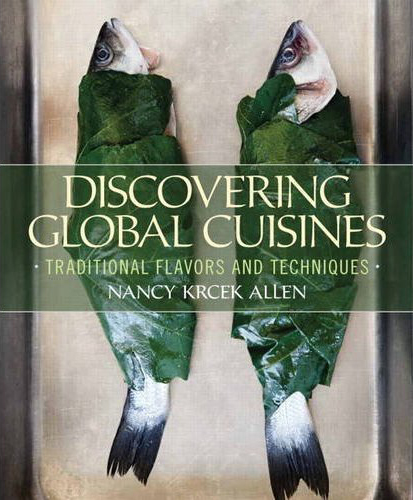 DISCOVERING
GLOBAL CUISINES
• TRADITIONAL FLAVORS AND TECHNIQUES •
NANCY KRCEK ALLEN